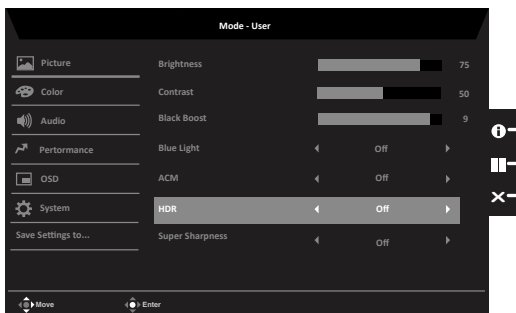 Mode - User
Picture
Brightness 75
Color
Contrast 50
Audio
Black Boost 9
Pertormance
Blue Light Off
OSD
ACM Off
System
HDR Off
Save Settings to...
Super Sharpness Off
Move Enter